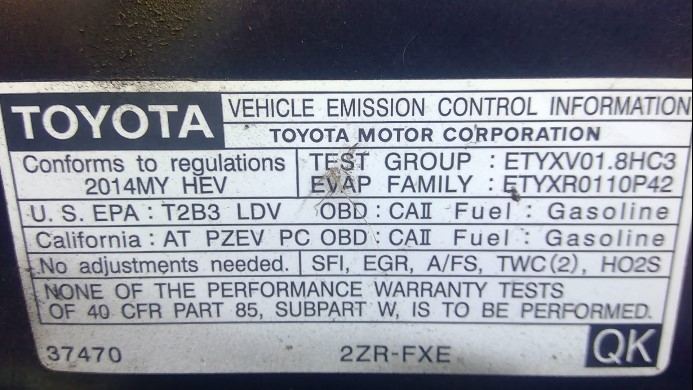 TOYOTA VEHICLE EMISSION CONTROL INFORMATION
TOYOTA MOTOR CORPORATION
Conforms to regulations
2014MY HEV
TEST GROUP : ETYXV01.8HC3
EVAP FAMILY : ETYXR0110P42
U. S. EPA : T2B3 LDV OBD : CAII Fuel : Gasoline
California : AT PZEV PC OBD : CAII Fuel : Gasoline
No adjustments needed. SFI, EGR, A/FS, TWC(2), HO2S
NONE OF THE PERFORMANCE WARRANTY TESTS
OF 40 CFR PART 85, SUBPART W, IS TO BE PERFORMED.
37470 2ZR-FXE QK